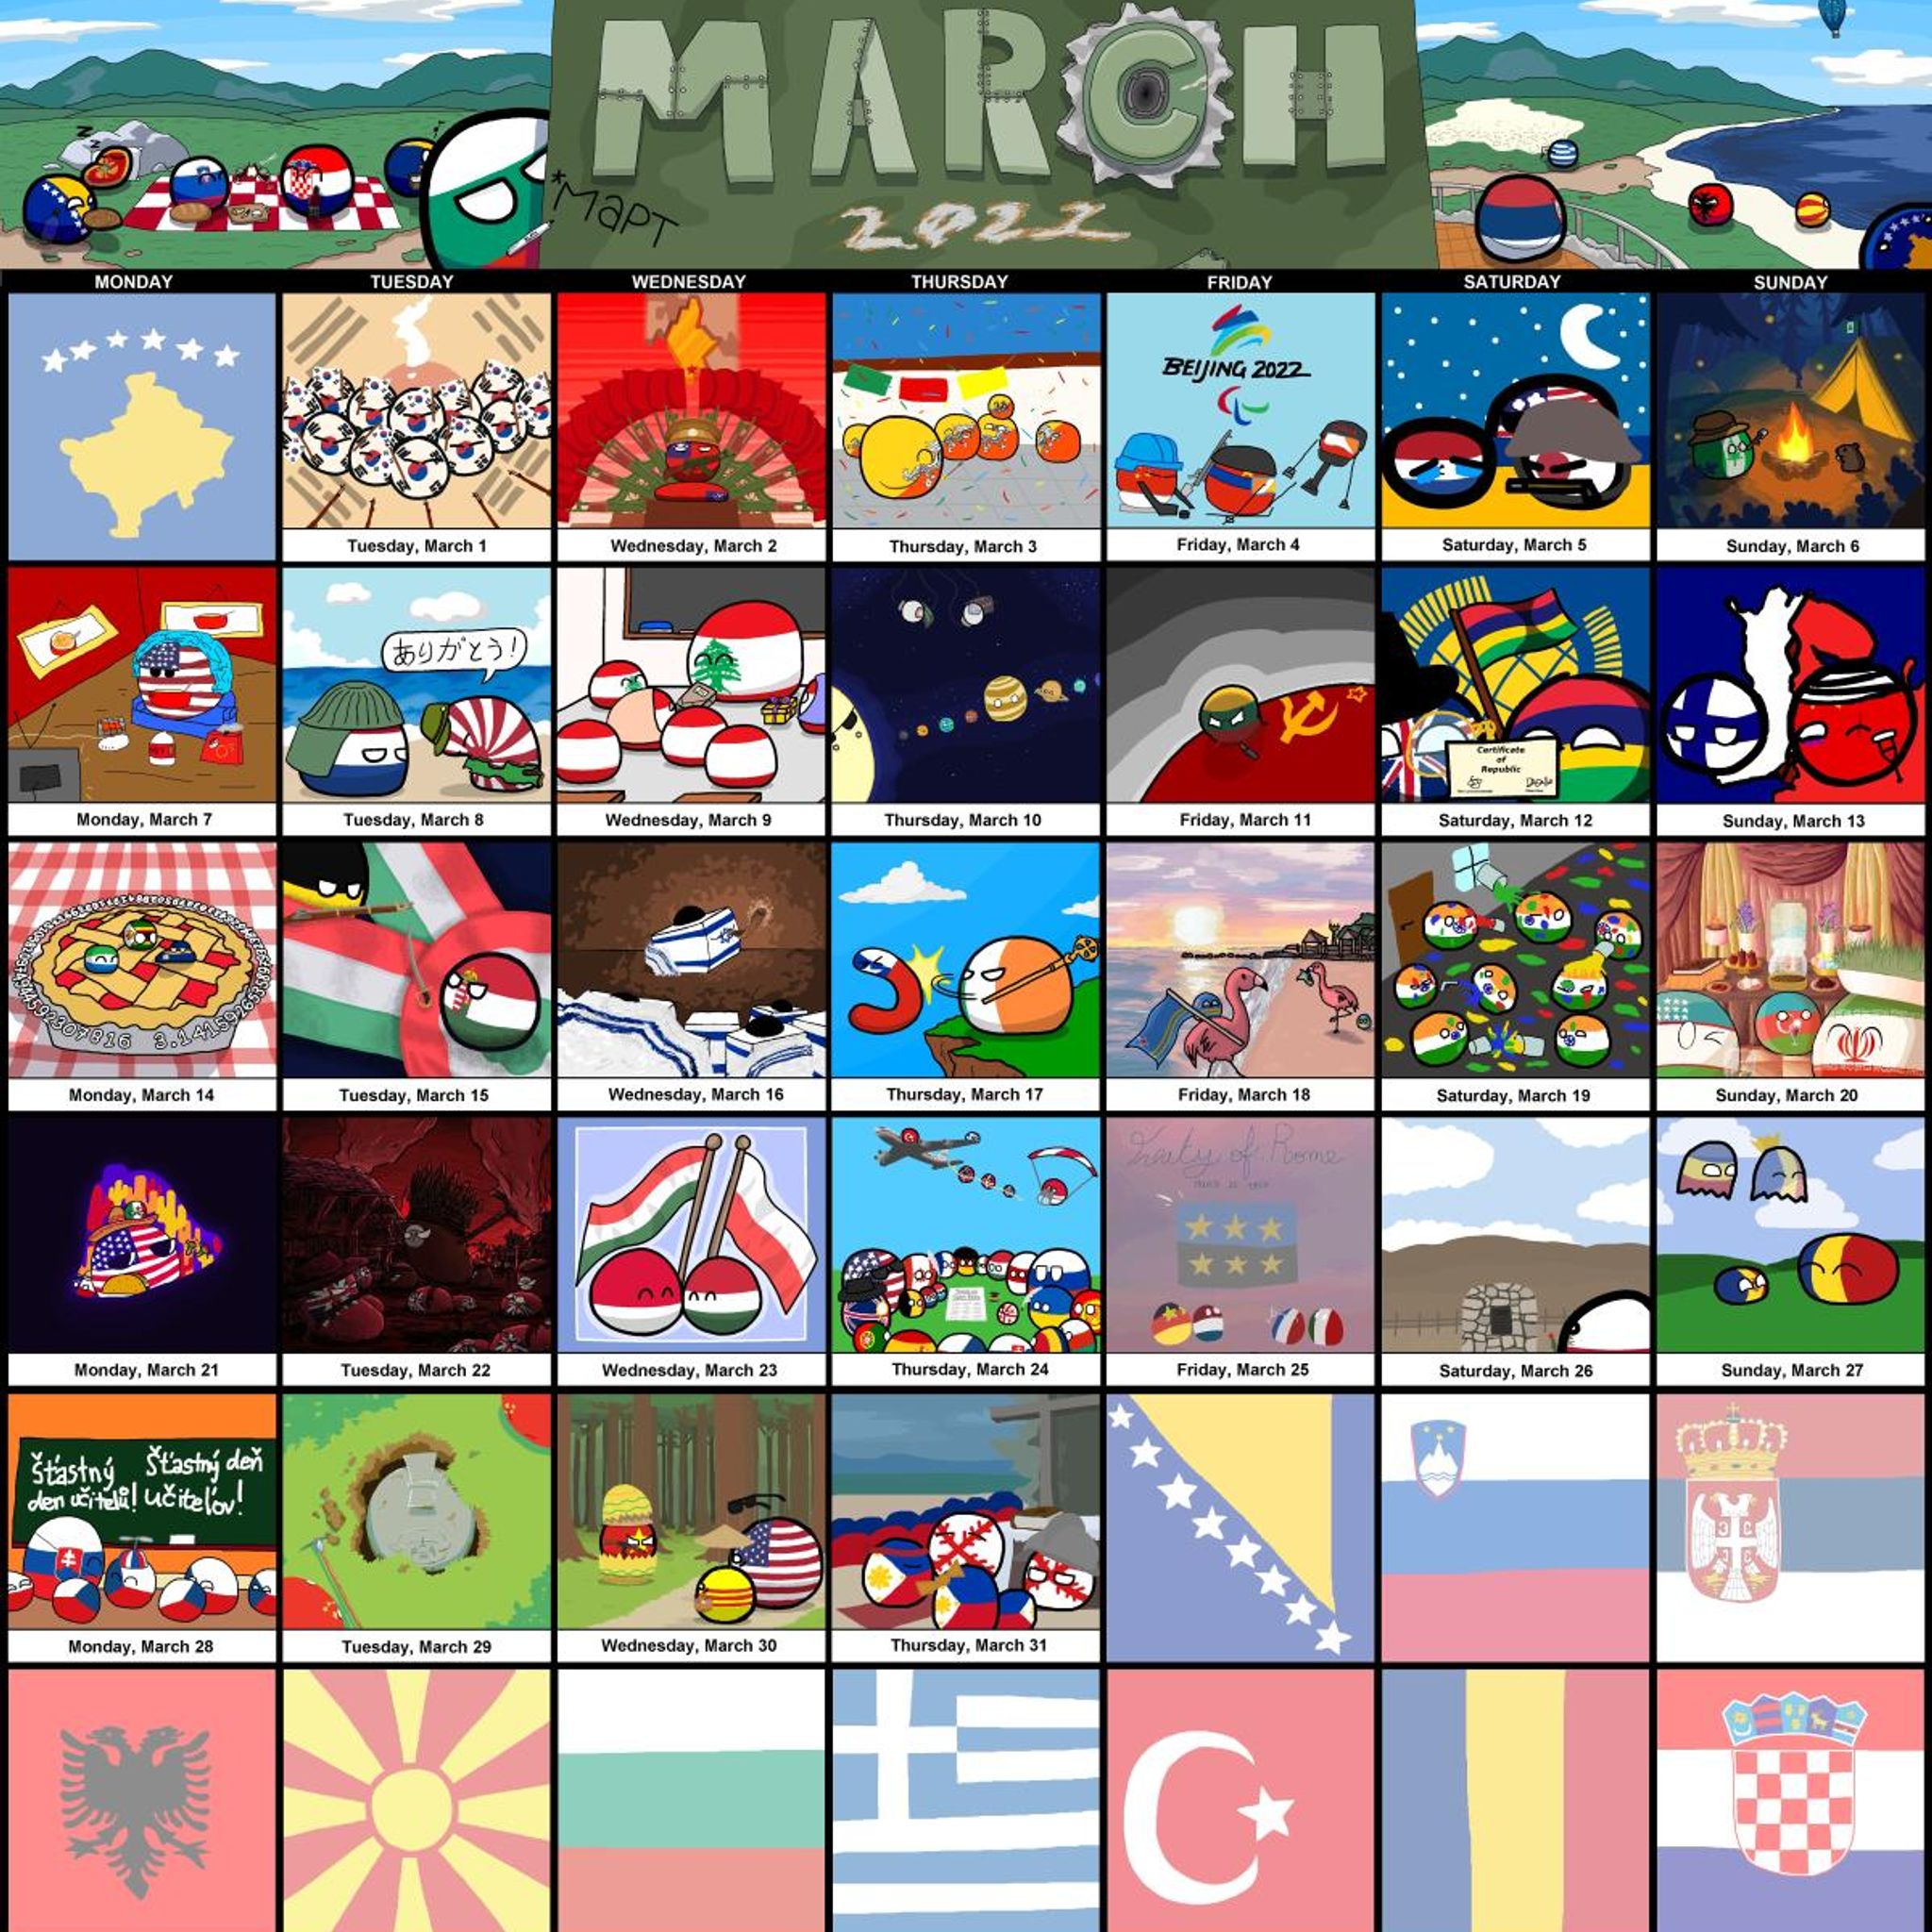 MARCH
*МАРТ
2022
MONDAY
TUESDAY
WEDNESDAY
THURSDAY
FRIDAY
SATURDAY
SUNDAY
BEIJING 2022
Tuesday, March 1
Wednesday, March 2
Thursday, March 3
Friday, March 4
Saturday, March 5
Sunday, March 6
ありがとう!
Certificate
of
Republic
Monday, March 7
Tuesday, March 8
Wednesday, March 9
Thursday, March 10
Friday, March 11
Saturday, March 12
Sunday, March 13
Monday, March 14
Tuesday, March 15
Wednesday, March 16
Thursday, March 17
Friday, March 18
Saturday, March 19
Sunday, March 20
Treaty of Rome
Monday, March 21
Tuesday, March 22
Wednesday, March 23
Thursday, March 24
Friday, March 25
Saturday, March 26
Sunday, March 27
Šťastný
den učitelů!
Šťastný deň
učiteľov!
Monday, March 28
Tuesday, March 29
Wednesday, March 30
Thursday, March 31